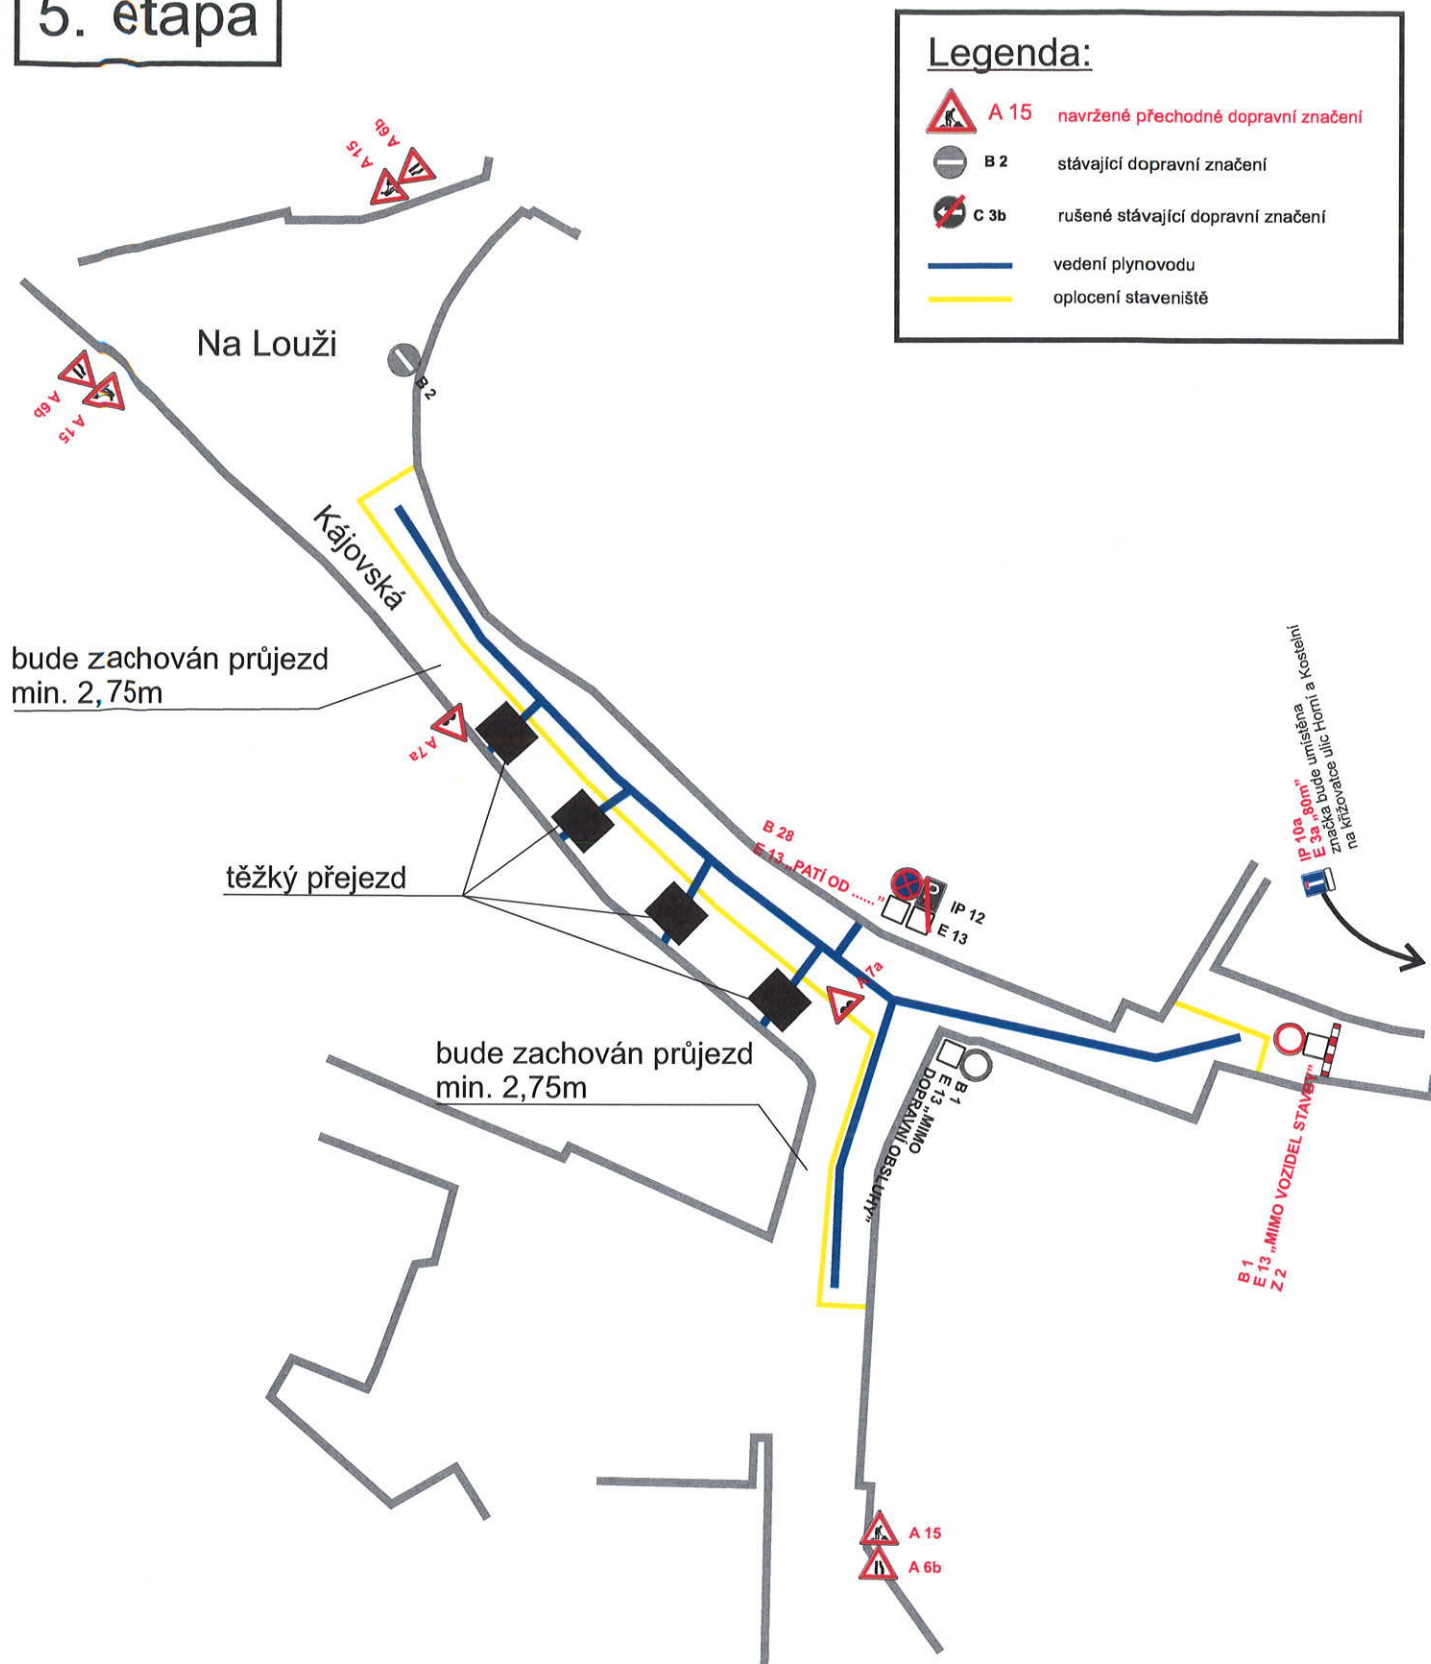 5. etapa
Legenda:
A 15 navržené přechodné dopravní značení
B 2 stávající dopravní značení
C 3b rušené stávající dopravní značení
vedení plynovodu
oplocení staveniště
A 6b
A 15
Na Louži
B 2
A 6b
A 15
Kájovská
bude zachován průjezd
min. 2,75m
A 7a
těžký přejezd
B 28
E 13 „PATÍ OD ......"
IP 12
E 13
A 7a
IP 10a
E 3a „80m"
značka bude umístěna
na křižovatce ulic Horní a Kostelní
bude zachován průjezd
min. 2,75m
B 1
E 13 „MIMO
DOPRAVNÍ OBSLUHY"
B 1
E 13 „MIMO VOZIDEL STAVBY"
Z 2
A 15
A 6b